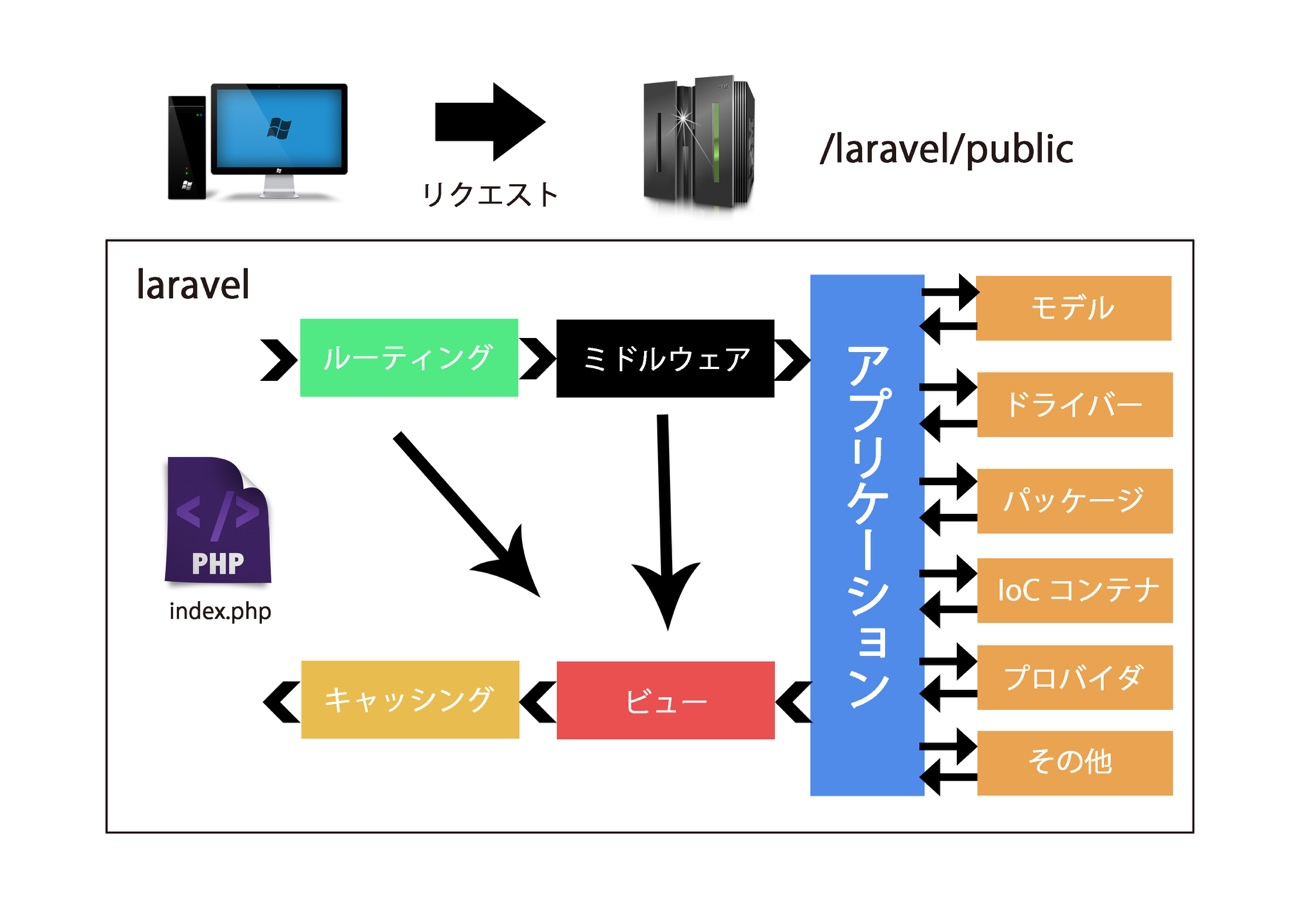 リクエスト
/laravel/public
laravel
ルーティング
ミドルウェア
アプリケーション
モデル
ドライバー
パッケージ
IoC コンテナ
プロバイダ
その他
PHP
index.php
キャッシング
ビュー